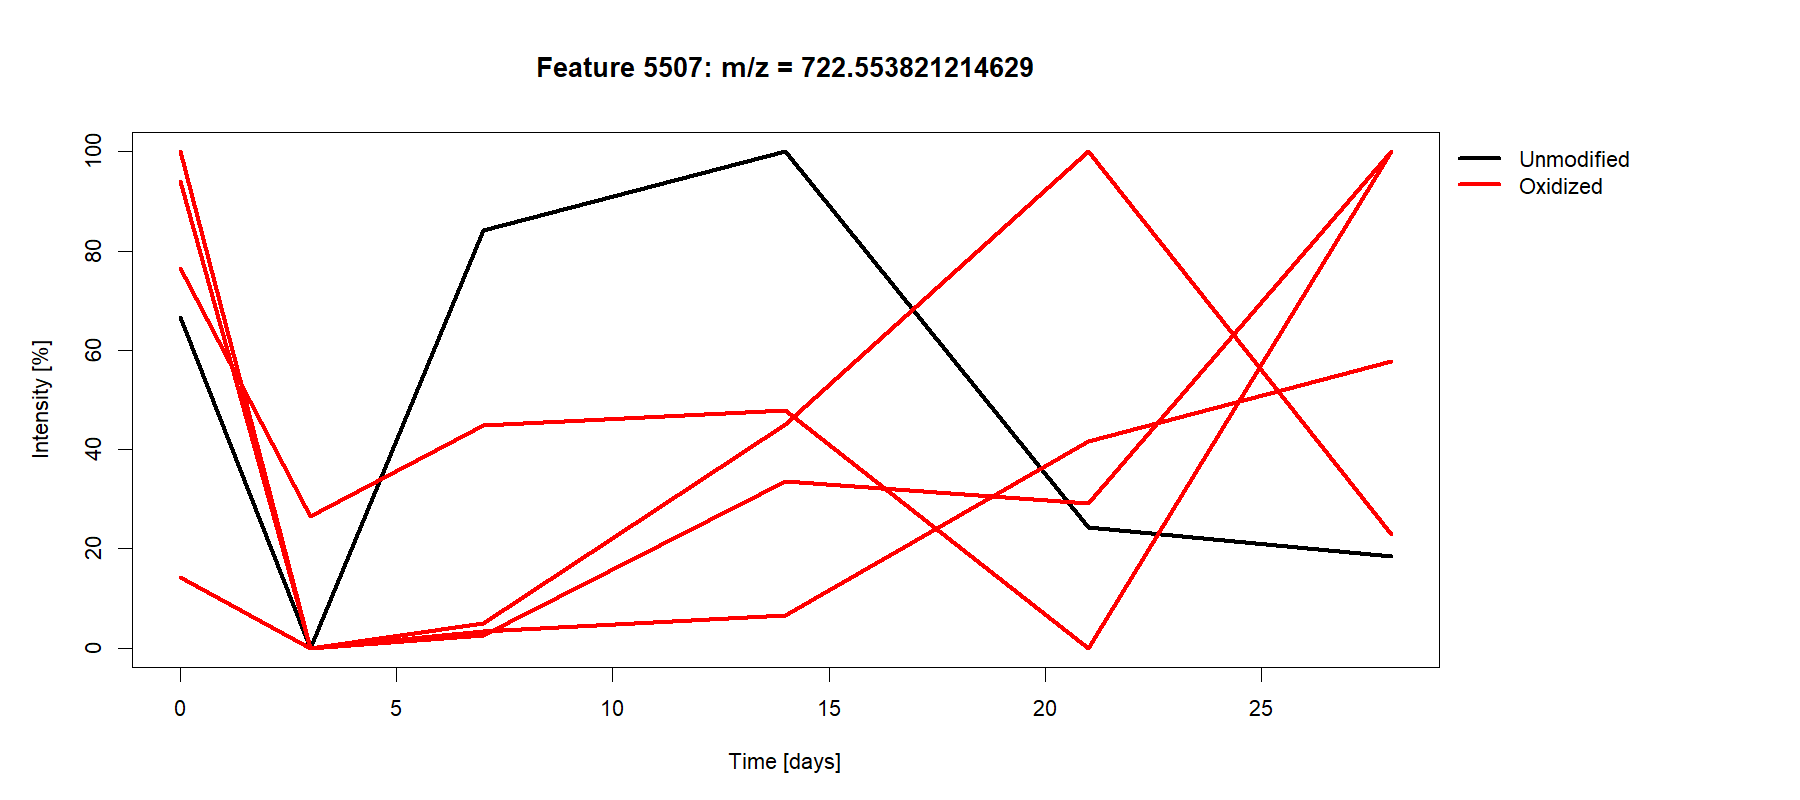 Feature 5507: m/z = 722.553821214629
Unmodified
Oxidized
Intensity [%]
100
80
60
40
20
0
0 5 10 15 20 25
Time [days]